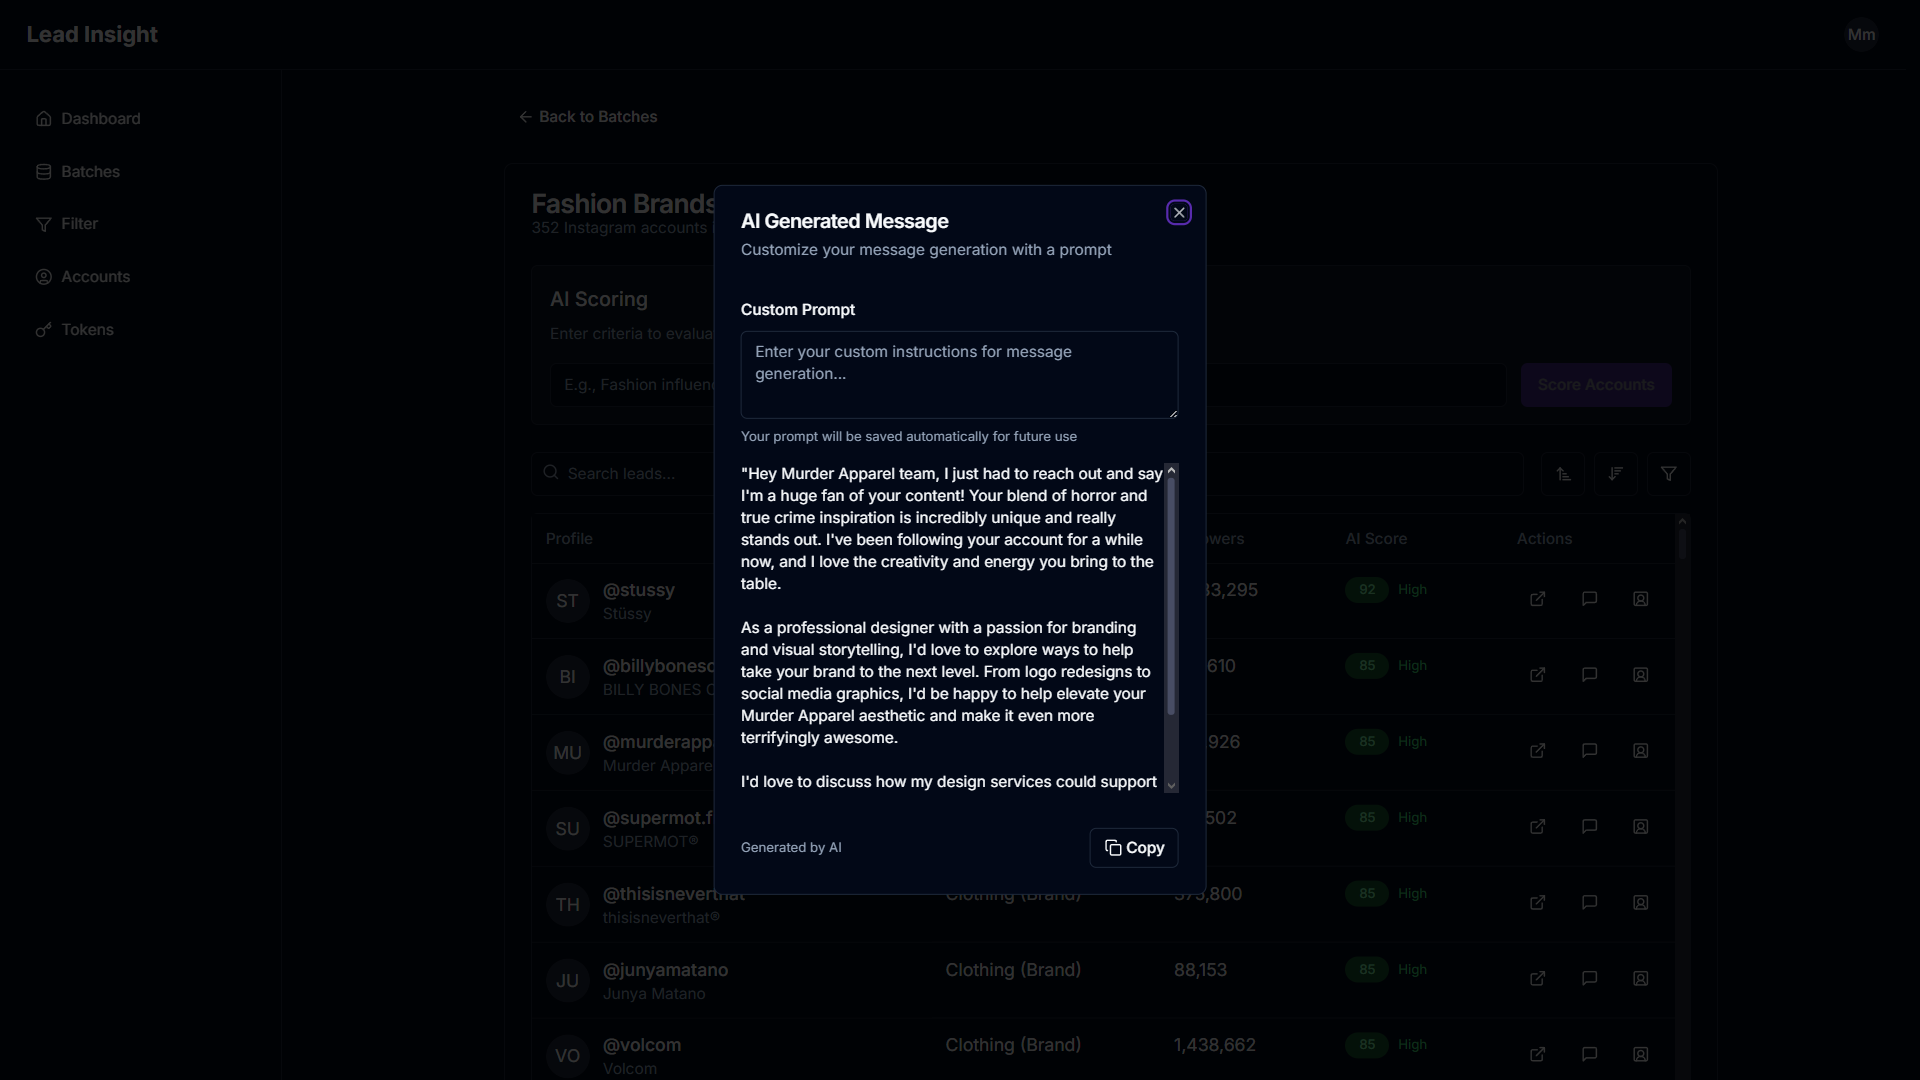 Lead Insight
Mm
Dashboard
Batches
Filter
Accounts
Tokens
Back to Batches
Fashion Brands
352 Instagram accounts
AI Scoring
Enter criteria to evalua
E.g., Fashion influen
Score Accounts
Search leads...
AI Generated Message
Customize your message generation with a prompt
Custom Prompt
Enter your custom instructions for message
generation...
Your prompt will be saved automatically for future use
"Hey Murder Apparel team, I just had to reach out and say
I'm a huge fan of your content! Your blend of horror and
true crime inspiration is incredibly unique and really
stands out. I've been following your account for a while
now, and I love the creativity and energy you bring to the
table.
As a professional designer with a passion for branding
and visual storytelling, I'd love to explore ways to help
take your brand to the next level. From logo redesigns to
social media graphics, I'd be happy to help elevate your
Murder Apparel aesthetic and make it even more
terrifyingly awesome.
I'd love to discuss how my design services could support
Generated by AI
Copy
Profile
owers
AI Score
Actions
ST
@stussy
Stüssy
33,295
92
High
BI
@billybonesc
BILLY BONES C
610
85
High
MU
@murderapp
Murder Appare
926
85
High
SU
@supermot.f
SUPERMOT®
502
85
High
TH
@thisisneverthat
thisisneverthat®
Clothing (Brand)
375,800
85
High
JU
@junyamatano
Junya Matano
Clothing (Brand)
88,153
85
High
VO
@volcom
Volcom
Clothing (Brand)
1,438,662
85
High